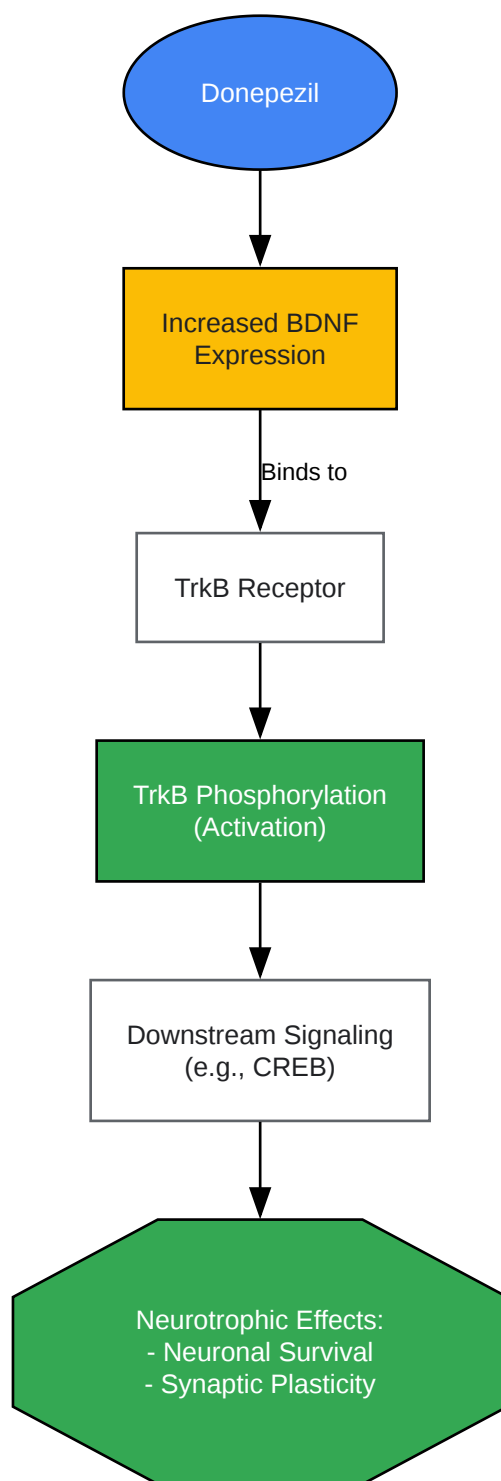 Donepezil
Increased BDNF
Expression
Binds to
TrkB Receptor
TrkB Phosphorylation
(Activation)
Downstream Signaling
(e.g., CREB)
Neurotrophic Effects:
- Neuronal Survival
- Synaptic Plasticity